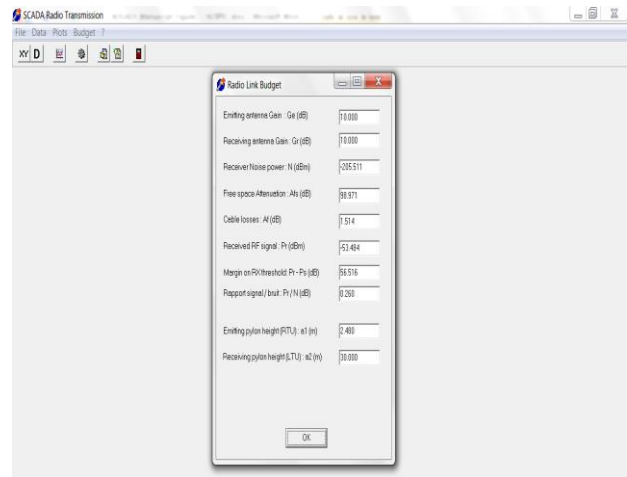 SCADA Radio Transmission
File Data Plots Budget ?
XY D
Radio Link Budget
Emitting antenna Gain : Ge (dB) 10.000
Receiving antenna Gain : Gr (dB) 10.000
Receiver Noise power : N (dBm) -205.511
Free space Attenuation : Afs (dB) 98.971
Cable losses : Af (dB) 1.514
Received RF signal : Pr (dBm) -53.484
Margin on RX threshold: Pr - Ps (dB) 56.516
Rapport signal / bruit : Pr / N (dB) 0.260
Emitting pylon height (RTU) : a1 (m) 2.480
Receiving pylon height (LTU) : a2 (m) 30.000
OK